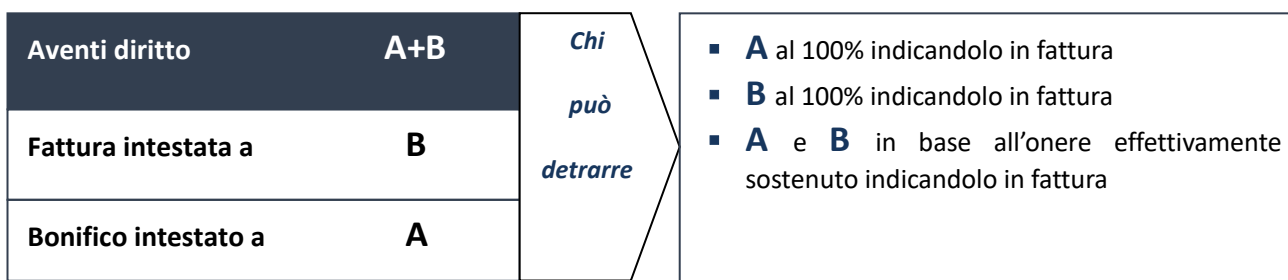 Aventi diritto A+B
Fattura intestata a B
Bonifico intestato a A
Chi
può
detrarre
▪ A al 100% indicandolo in fattura
▪ B al 100% indicandolo in fattura
▪ A e B in base all'onere effettivamente
sostenuto indicandolo in fattura